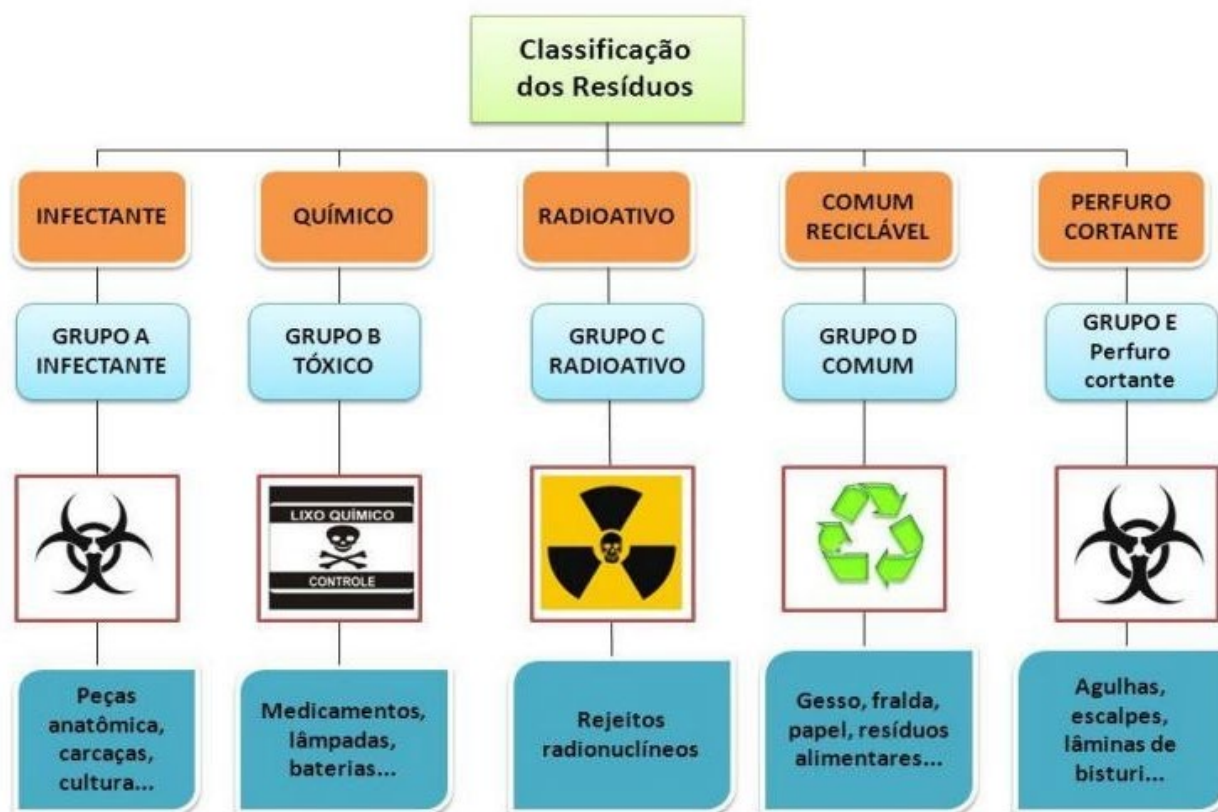 Classificação
dos Resíduos
INFECTANTE
QUÍMICO
RADIOATIVO
COMUM
RECICLÁVEL
PERFURO
CORTANTE
GRUPO A
INFECTANTE
GRUPO B
TÓXICO
GRUPO C
RADIOATIVO
GRUPO D
COMUM
GRUPO E
Perfuro
cortante
LIXO QUÍMICO
CONTROLE
Peças
anatômica,
carcaças,
cultura...
Medicamentos,
lâmpadas,
baterias...
Rejeitos
radionuclíneos
Gesso, fralda,
papel, resíduos
alimentares...
Agulhas,
escalpes,
lâminas de
bisturi...